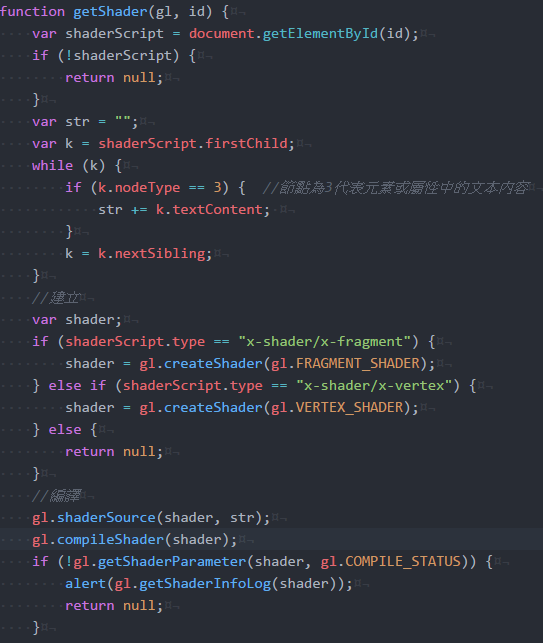 function getShader(gl, id) {
    var shaderScript = document.getElementById(id);
    if (!shaderScript) {
        return null;
    }
    var str = "";
    var k = shaderScript.firstChild;
    while (k) {
        if (k.nodeType == 3) {  //節點為3代表元素或屬性中的文本內容
            str += k.textContent;
        }
        k = k.nextSibling;
    }
    //建立
    var shader;
    if (shaderScript.type == "x-shader/x-fragment") {
        shader = gl.createShader(gl.FRAGMENT_SHADER);
    } else if (shaderScript.type == "x-shader/x-vertex") {
        shader = gl.createShader(gl.VERTEX_SHADER);
    } else {
        return null;
    }
    //編譯
    gl.shaderSource(shader, str);
    gl.compileShader(shader);
    if (!gl.getShaderParameter(shader, gl.COMPILE_STATUS)) {
        alert(gl.getShaderInfoLog(shader));
        return null;
    }